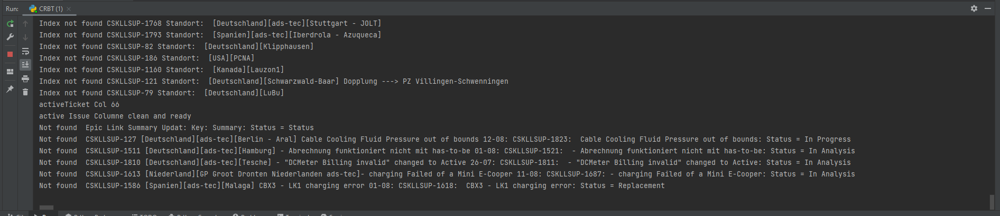 Run: CRBT (1)
Index not found CSKLLSUP-1768 Standort:  [Deutschland][ads-tec][Stuttgart - JOLT]
Index not found CSKLLSUP-1793 Standort:  [Spanien][ads-tec][Iberdrola - Azuqueca]
Index not found CSKLLSUP-82 Standort:  [Deutschland][Klipphausen]
Index not found CSKLLSUP-186 Standort:  [USA][PCNA]
Index not found CSKLLSUP-1160 Standort:  [Kanada][Lauzon1]
Index not found CSKLLSUP-121 Standort:  [Deutschland][Schwarzwald-Baar] Dopplung ---> PZ Villingen-Schwenningen
Index not found CSKLLSUP-79 Standort:  [Deutschland][LuBu]
activeTicket Col 66
active Issue Columne clean and ready
Not found  Epic Link Summary Updat: Key: Summary: Status = Status
Not found  CSKLLSUP-127 [Deutschland][ads-tec][Berlin - Aral] Cable Cooling Fluid Pressure out of bounds 12-08: CSKLLSUP-1823:  Cable Cooling Fluid Pressure out of bounds: Status = In Progress
Not found  CSKLLSUP-1511 [Deutschland][ads-tec][Hamburg] - Abrechnung funktioniert nicht mit has-to-be 01-08: CSKLLSUP-1521:  - Abrechnung funktioniert nicht mit has-to-be: Status = In Analysis
Not found  CSKLLSUP-1810 [Deutschland][ads-tec][Tesche] - "DCMeter Billing invalid" changed to Active 26-07: CSKLLSUP-1811:  - "DCMeter Billing invalid" changed to Active: Status = In Analysis
Not found  CSKLLSUP-1613 [Niederland][GP Groot Dronten Niederlanden ads-tec]- charging Failed of a Mini E-Cooper 11-08: CSKLLSUP-1687: - charging Failed of a Mini E-Cooper: Status = In Analysis
Not found  CSKLLSUP-1586 [Spanien][ads-tec][Malaga] CBX3 - LK1 charging error 01-08: CSKLLSUP-1618:  CBX3 - LK1 charging error: Status = Replacement